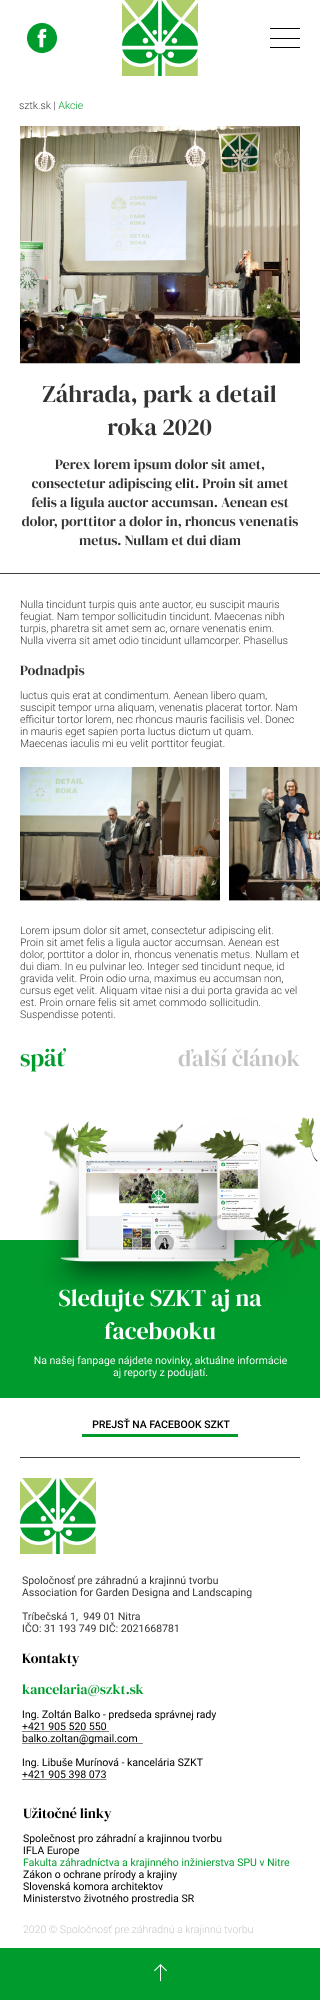 sztk.sk | Akcie
ZÁHRADA
ROKA
PARK
ROKA
DETAIL
ROKA
Záhrada, park a detail
roka 2020
Perex lorem ipsum dolor sit amet,
consectetur adipiscing elit. Proin sit amet
felis a ligula auctor accumsan. Aenean est
dolor, porttitor a dolor in, rhoncus venenatis
metus. Nullam et dui diam
Nulla tincidunt turpis quis ante auctor, eu suscipit mauris
feugiat. Nam tempor sollicitudin tincidunt. Maecenas nibh
turpis, pharetra sit amet sem ac, ornare venenatis enim.
Nulla viverra sit amet odio tincidunt ullamcorper. Phasellus
Podnadpis
luctus quis erat at condimentum. Aenean libero quam,
suscipit tempor urna aliquam, venenatis placerat tortor. Nam
efficitur tortor lorem, nec rhoncus mauris facilisis vel. Donec
in mauris eget sapien porta luctus dictum ut quam.
Maecenas iaculis mi eu velit porttitor feugiat.
DETAIL
ROKA
Lorem ipsum dolor sit amet, consectetur adipiscing elit.
Proin sit amet felis a ligula auctor accumsan. Aenean est
dolor, porttitor a dolor in, rhoncus venenatis metus. Nullam et
dui diam. In eu pulvinar leo. Integer sed tincidunt neque, id
gravida velit. Proin odio urna, maximus eu accumsan non,
cursus eget velit. Aliquam vitae nisi a dui porta gravida ac vel
est. Proin ornare felis sit amet commodo sollicitudin.
Suspendisse potenti.
späť ďalší článok
Sledujte SZKT aj na
facebooku
Na našej fanpage nájdete novinky, aktuálne informácie
aj reporty z podujatí.
PREJSŤ NA FACEBOOK SZKT
Spoločnosť pre záhradnú a krajinnú tvorbu
Association for Garden Designa and Landscaping
Tríbečská 1, 949 01 Nitra
IČO: 31 193 749 DIČ: 2021668781
Kontakty
kancelaria@szkt.sk
Ing. Zoltán Balko - predseda správnej rady
+421 905 520 550
balko.zoltan@gmail.com
Ing. Libuše Murínová - kancelária SZKT
+421 905 398 073
Užitočné linky
Společnost pro záhradní a krajinnou tvorbu
IFLA Europe
Fakulta záhradníctva a krajinného inžinierstva SPU v Nitre
Zákon o ochrane prírody a krajiny
Slovenská komora architektov
Ministerstvo životného prostredia SR
2020 © Spoločnosť pre záhradnú a krajinnú tvorbu